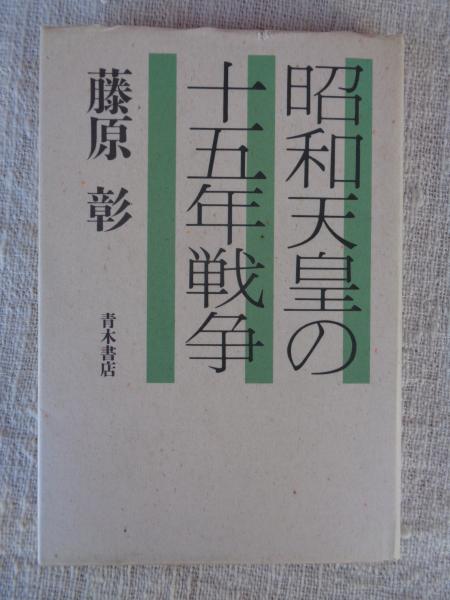 昭和天皇の
十五年戦争
藤原 彰
青木書店